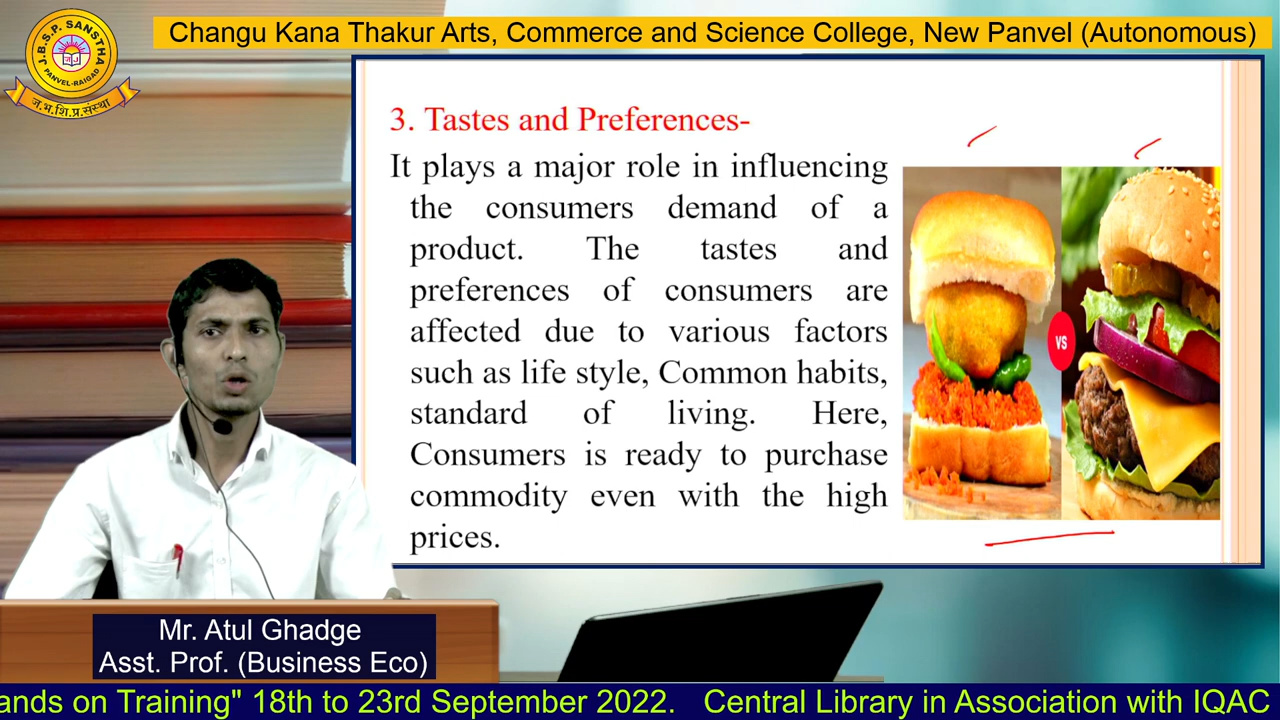 Changu Kana Thakur Arts, Commerce and Science College, New Panvel (Autonomous)
J.B.S.P. SANSTHA
PANVEL-RAIGAD
ज.भ.शि.प्र.संस्था
3. Tastes and Preferences-
It plays a major role in influencing
the consumers demand of a
product. The tastes and
preferences of consumers are
affected due to various factors
such as life style, Common habits,
standard of living. Here,
Consumers is ready to purchase
commodity even with the high
prices.
VS
Mr. Atul Ghadge
Asst. Prof. (Business Eco)
ands on Training" 18th to 23rd September 2022. Central Library in Association with IQAC